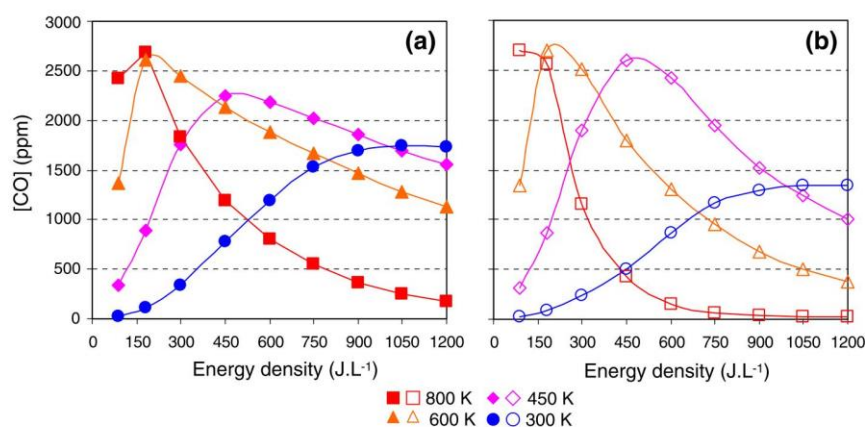 3000
2500
2000
1500
1000
500
0
[CO] (ppm)
(a)
0 150 300 450 600 750 900 1050 1200
Energy density (J.L⁻¹)
(b)
0 150 300 450 600 750 900 1050 1200
Energy density (J.L⁻¹)
800 K 450 K
600 K 300 K